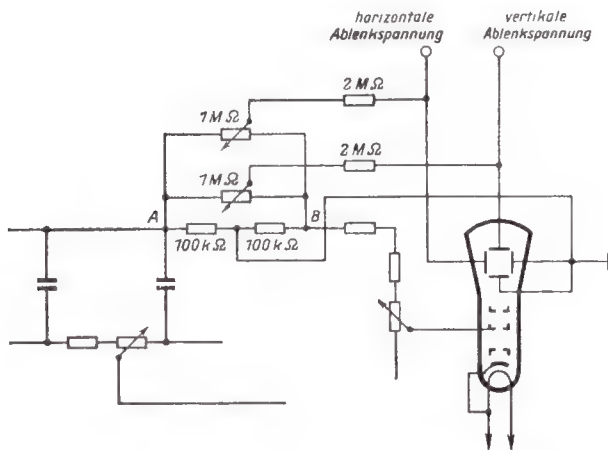 horizontale
Ablenkspannung
vertikale
Ablenkspannung
2 MΩ
1 MΩ
2 MΩ
1 MΩ
A
B
100 kΩ
100 kΩ